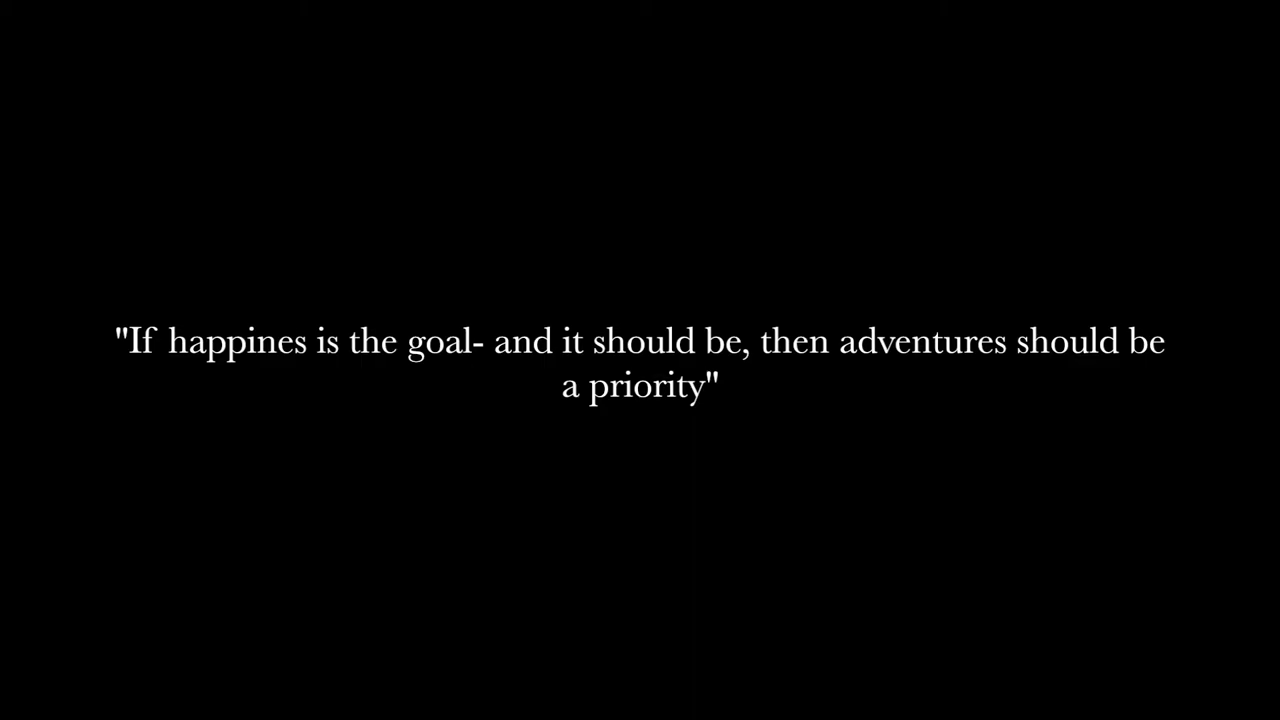 "If happines is the goal- and it should be, then adventures should be
a priority"